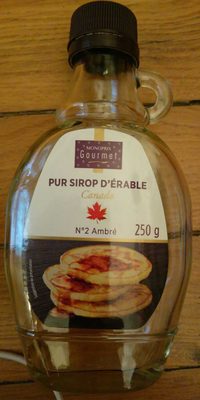 MONOPRIX
Gourmet
PUR SIROP D'ÉRABLE
Canada
N°2 Ambré
250 g